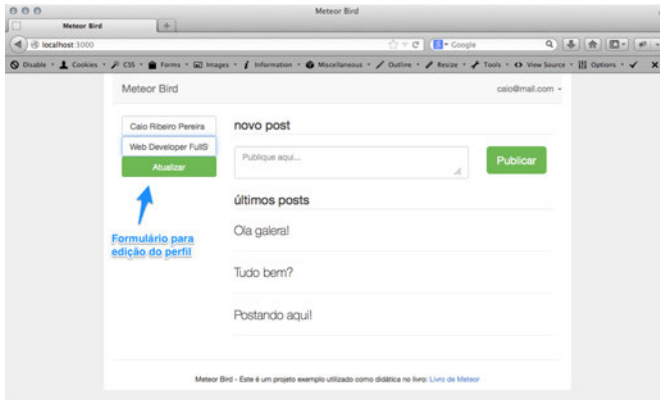 Meteor Bird
Meteor Bird
localhost:3000
Google
Disable Cookies CSS Forms Images Information Miscellaneous Outline Resize Tools View Source Options
Meteor Bird
caio@mail.com
Caio Ribeiro Pereira
Web Developer FullS
Atualizar
Formulário para
edição do perfil
novo post
Publique aqui...
Publicar
últimos posts
Ola galera!
Tudo bem?
Postando aqui!
Meteor Bird - Este é um projeto exemplo utilizado como didática no livro: Livro de Meteor